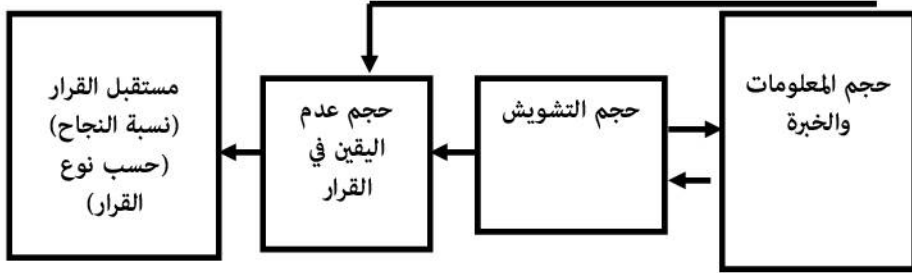 حجم المعلومات
والخبرة
حجم التشويش
حجم عدم
اليقين في
القرار
مستقبل القرار
(نسبة النجاح)
(حسب نوع
القرار)